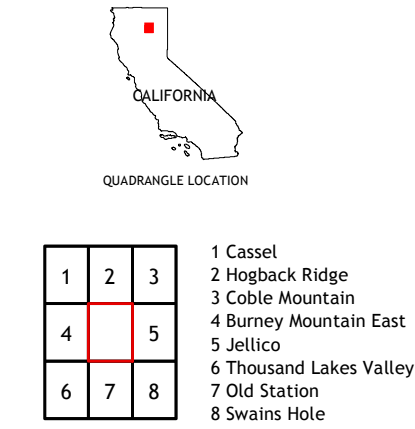 CALIFORNIA
QUADRANGLE LOCATION
1 2 3
4 5
6 7 8
1 Cassel
2 Hogback Ridge
3 Coble Mountain
4 Burney Mountain East
5 Jellico
6 Thousand Lakes Valley
7 Old Station
8 Swains Hole